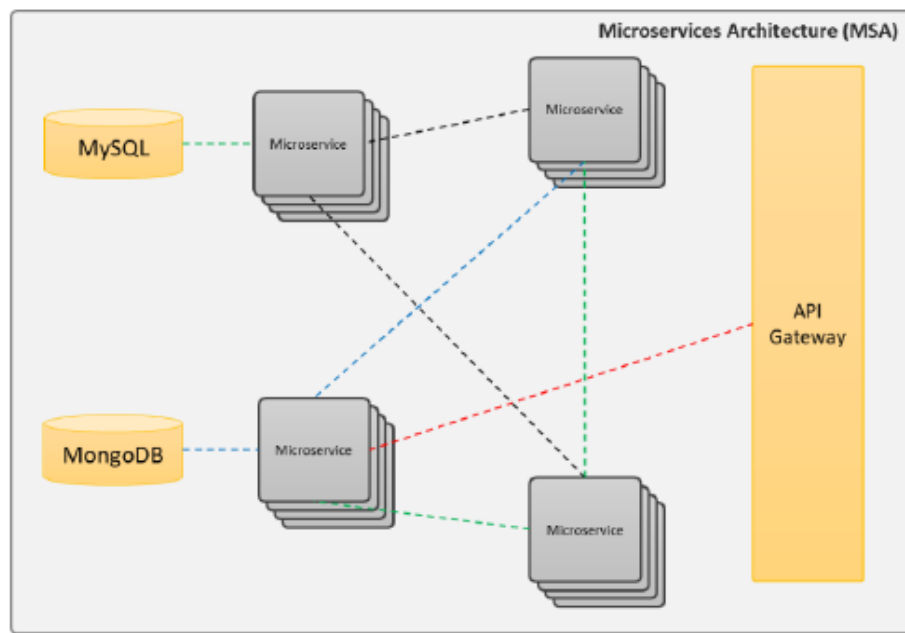 Microservices Architecture (MSA)
Microservice
MySQL
Microservice
API
Gateway
MongoDB
Microservice
Microservice